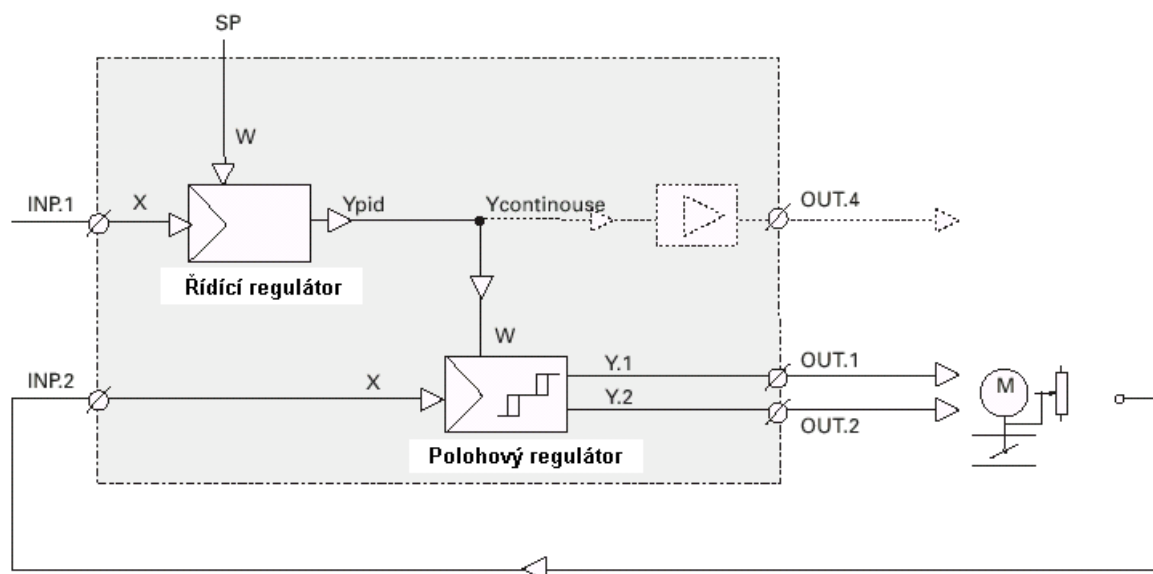 SP
W
INP.1
X
Ypid
Ycontinouse
OUT.4
Řídící regulátor
W
INP.2
X
Y.1
OUT.1
M
Y.2
OUT.2
Polohový regulátor